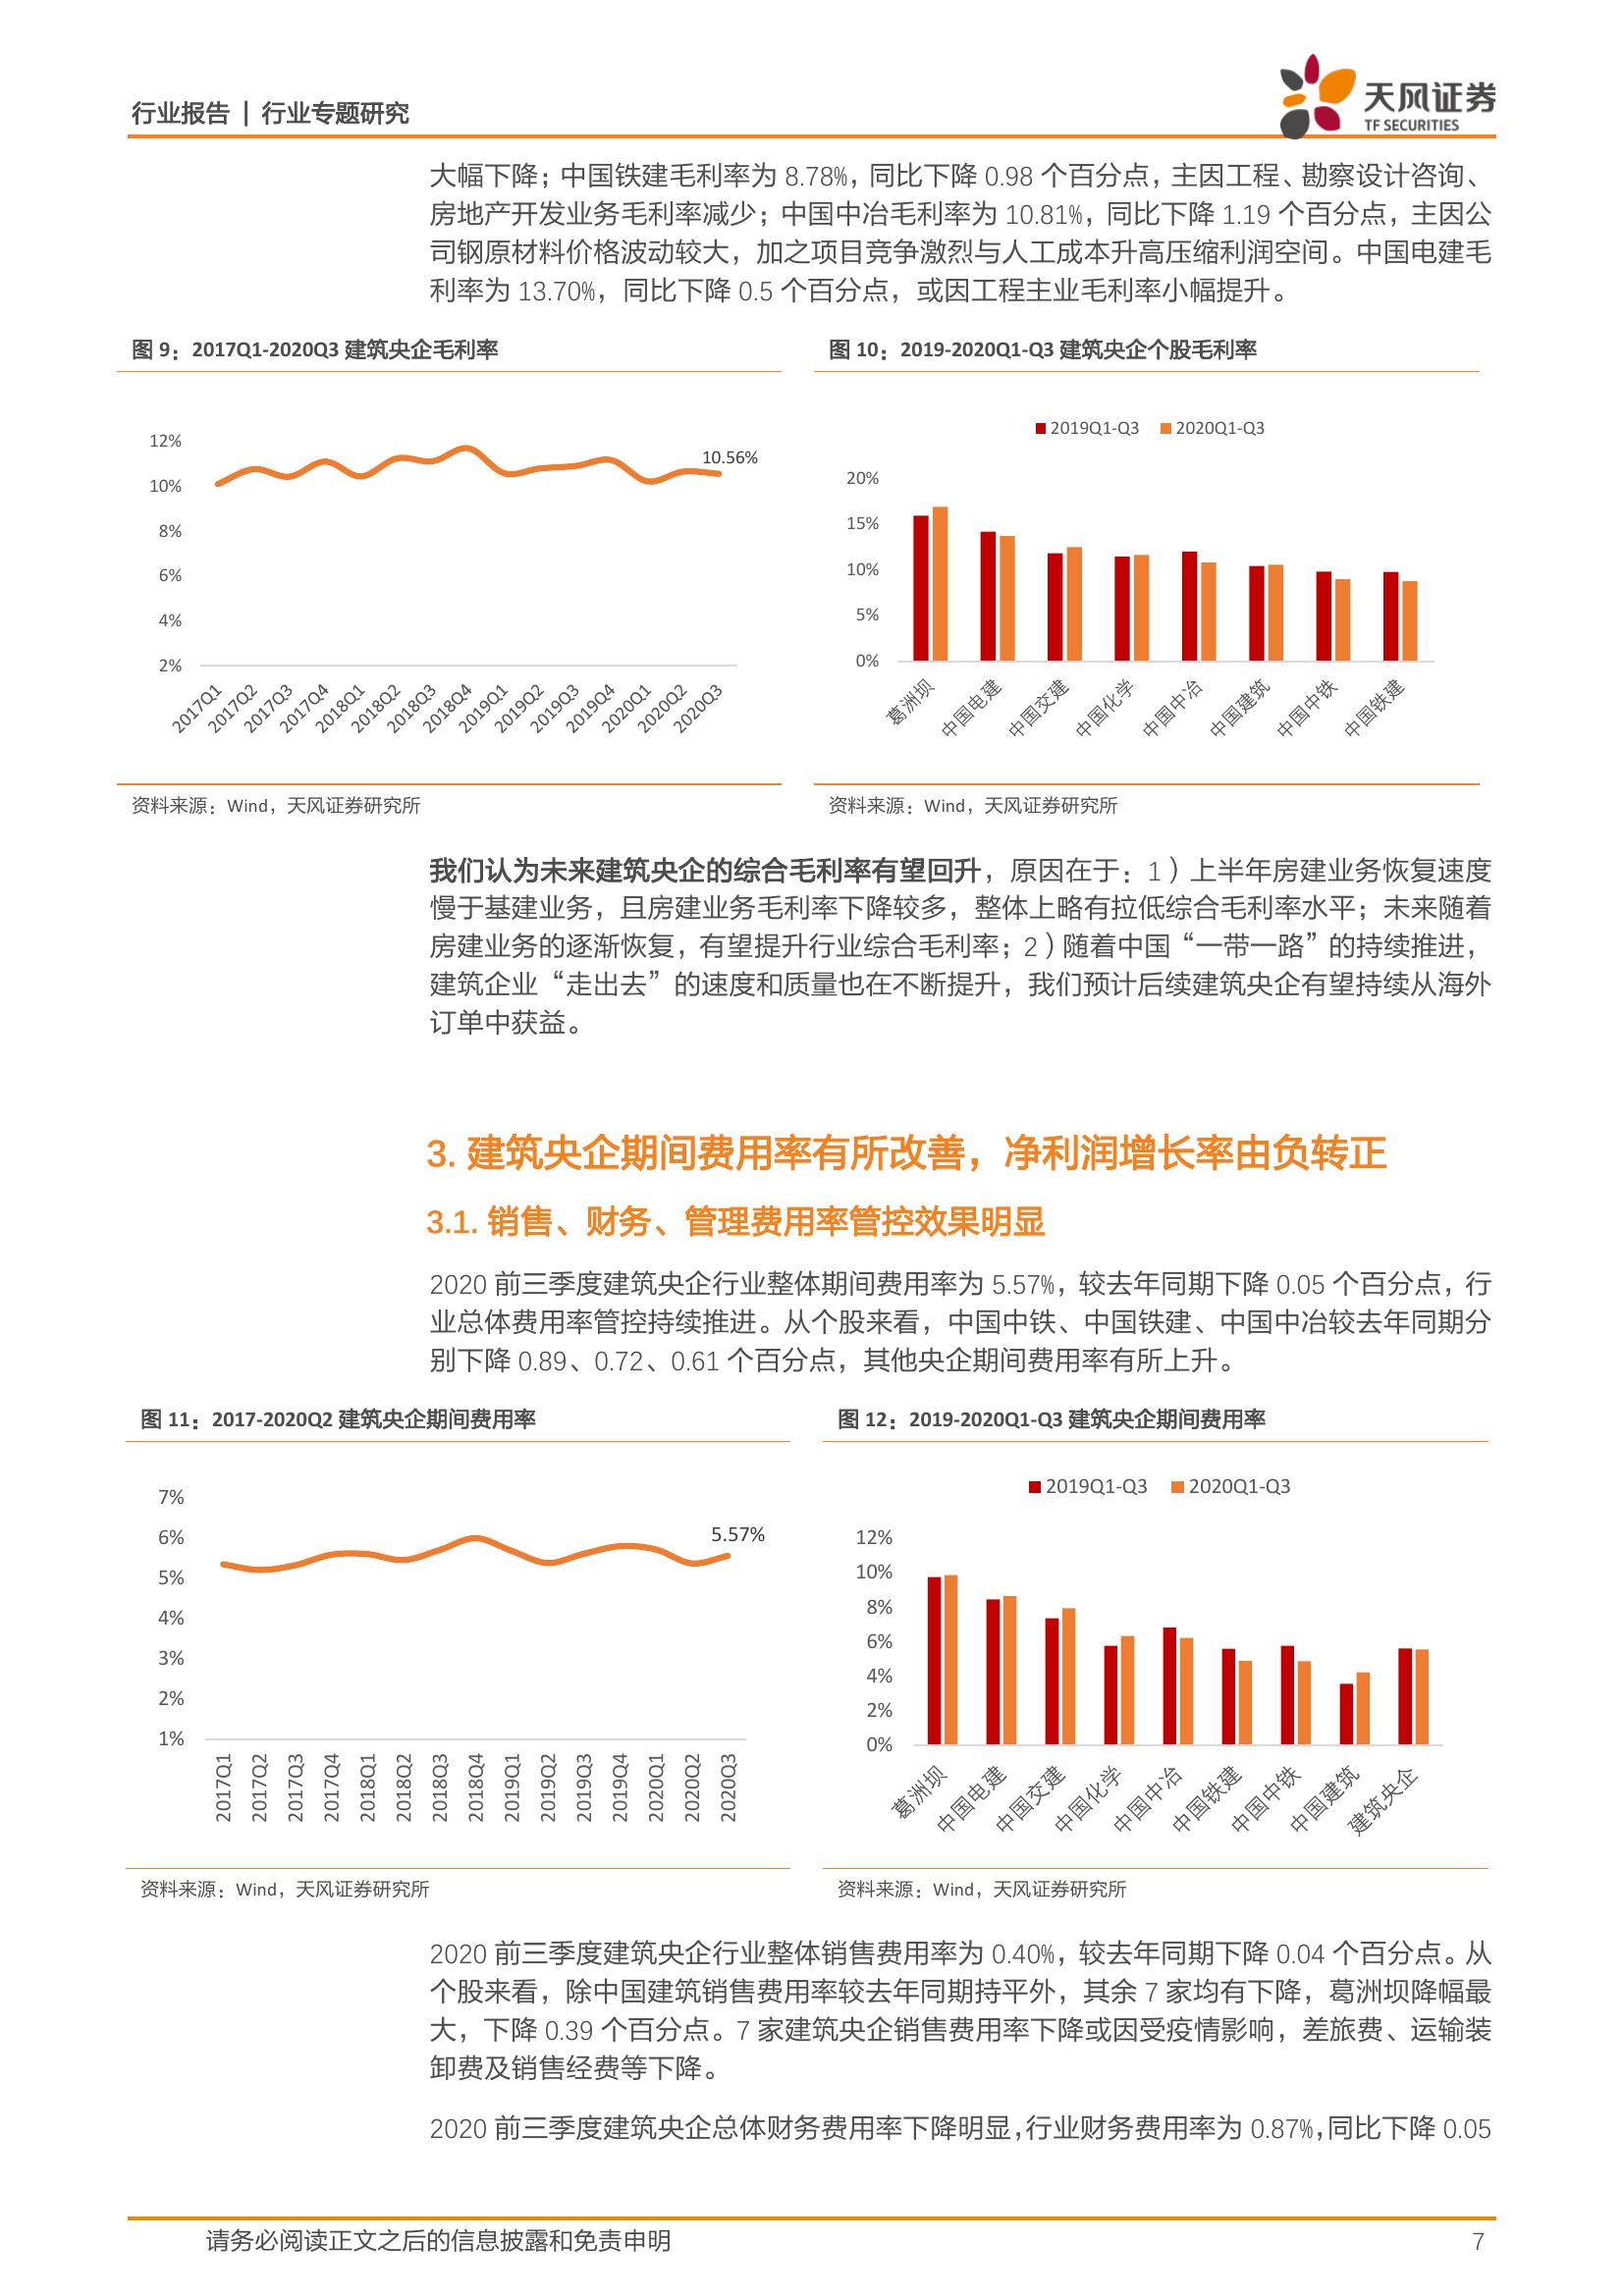 行业报告 | 行业专题研究
天风证券
TF SECURITIES
大幅下降；中国铁建毛利率为 8.78%，同比下降 0.98 个百分点，主因工程、勘察设计咨询、
房地产开发业务毛利率减少；中国中冶毛利率为 10.81%，同比下降 1.19 个百分点，主因公
司钢原材料价格波动较大，加之项目竞争激烈与人工成本升高压缩利润空间。中国电建毛
利率为 13.70%，同比下降 0.5 个百分点，或因工程主业毛利率小幅提升。
图 9：2017Q1-2020Q3 建筑央企毛利率
12%
10%
8%
6%
4%
2%
10.56%
2017Q1
2017Q2
2017Q3
2017Q4
2018Q1
2018Q2
2018Q3
2018Q4
2019Q1
2019Q2
2019Q3
2019Q4
2020Q1
2020Q2
2020Q3
资料来源：Wind，天风证券研究所
图 10：2019-2020Q1-Q3 建筑央企个股毛利率
2019Q1-Q3 2020Q1-Q3
20%
15%
10%
5%
0%
葛洲坝
中国电建
中国交建
中国化学
中国中冶
中国建筑
中国中铁
中国铁建
资料来源：Wind，天风证券研究所
我们认为未来建筑央企的综合毛利率有望回升，原因在于：1）上半年房建业务恢复速度
慢于基建业务，且房建业务毛利率下降较多，整体上略有拉低综合毛利率水平；未来随着
房建业务的逐渐恢复，有望提升行业综合毛利率；2）随着中国“一带一路”的持续推进，
建筑企业“走出去”的速度和质量也在不断提升，我们预计后续建筑央企有望持续从海外
订单中获益。
3. 建筑央企期间费用率有所改善，净利润增长率由负转正
3.1. 销售、财务、管理费用率管控效果明显
2020 前三季度建筑央企行业整体期间费用率为 5.57%，较去年同期下降 0.05 个百分点，行
业总体费用率管控持续推进。从个股来看，中国中铁、中国铁建、中国中冶较去年同期分
别下降 0.89、0.72、0.61 个百分点，其他央企期间费用率有所上升。
图 11：2017-2020Q2 建筑央企期间费用率
7%
6%
5%
4%
3%
2%
1%
5.57%
2017Q1
2017Q2
2017Q3
2017Q4
2018Q1
2018Q2
2018Q3
2018Q4
2019Q1
2019Q2
2019Q3
2019Q4
2020Q1
2020Q2
2020Q3
资料来源：Wind，天风证券研究所
图 12：2019-2020Q1-Q3 建筑央企期间费用率
2019Q1-Q3 2020Q1-Q3
12%
10%
8%
6%
4%
2%
0%
葛洲坝
中国电建
中国交建
中国化学
中国中冶
中国铁建
中国中铁
中国建筑
建筑央企
资料来源：Wind，天风证券研究所
2020 前三季度建筑央企行业整体销售费用率为 0.40%，较去年同期下降 0.04 个百分点。从
个股来看，除中国建筑销售费用率较去年同期持平外，其余 7 家均有下降，葛洲坝降幅最
大，下降 0.39 个百分点。7 家建筑央企销售费用率下降或因受疫情影响，差旅费、运输装
卸费及销售经费等下降。
2020 前三季度建筑央企总体财务费用率下降明显，行业财务费用率为 0.87%，同比下降 0.05
请务必阅读正文之后的信息披露和免责申明
7